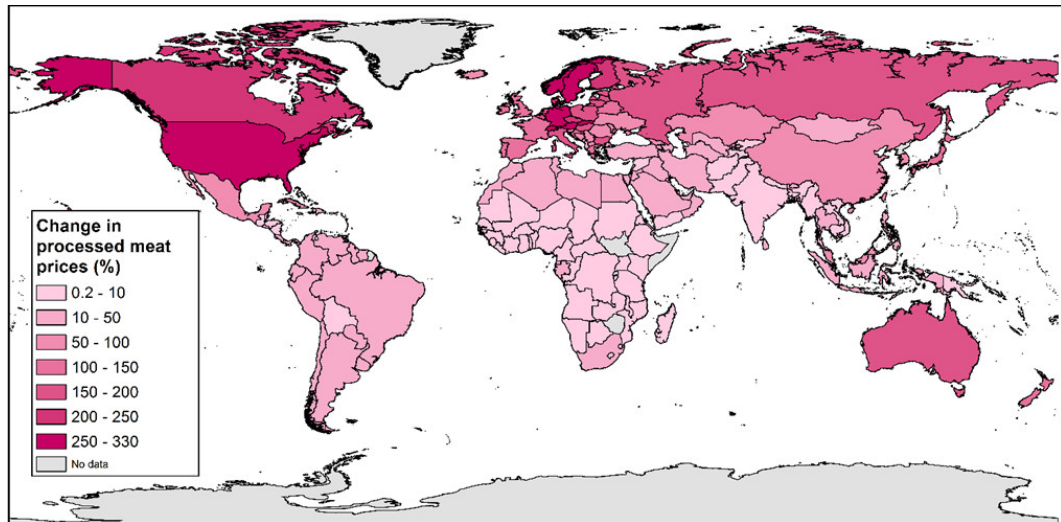 Change in
processed meat
prices (%)
0.2 - 10
10 - 50
50 - 100
100 - 150
150 - 200
200 - 250
250 - 330
No data